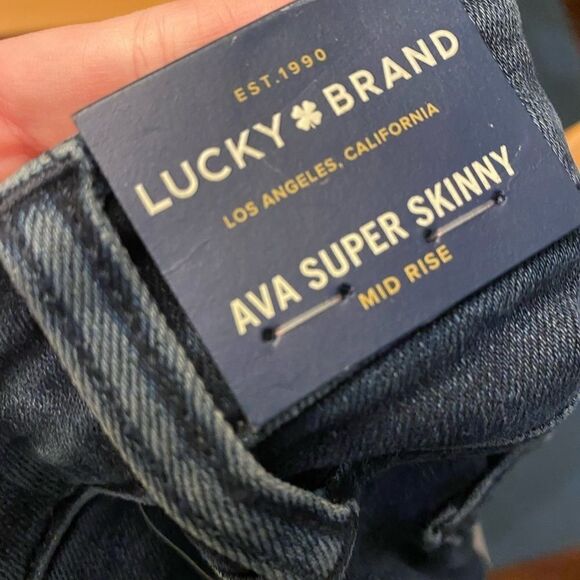 EST. 1990
LUCKY BRAND
LOS ANGELES, CALIFORNIA
AVA SUPER SKINNY
MID RISE